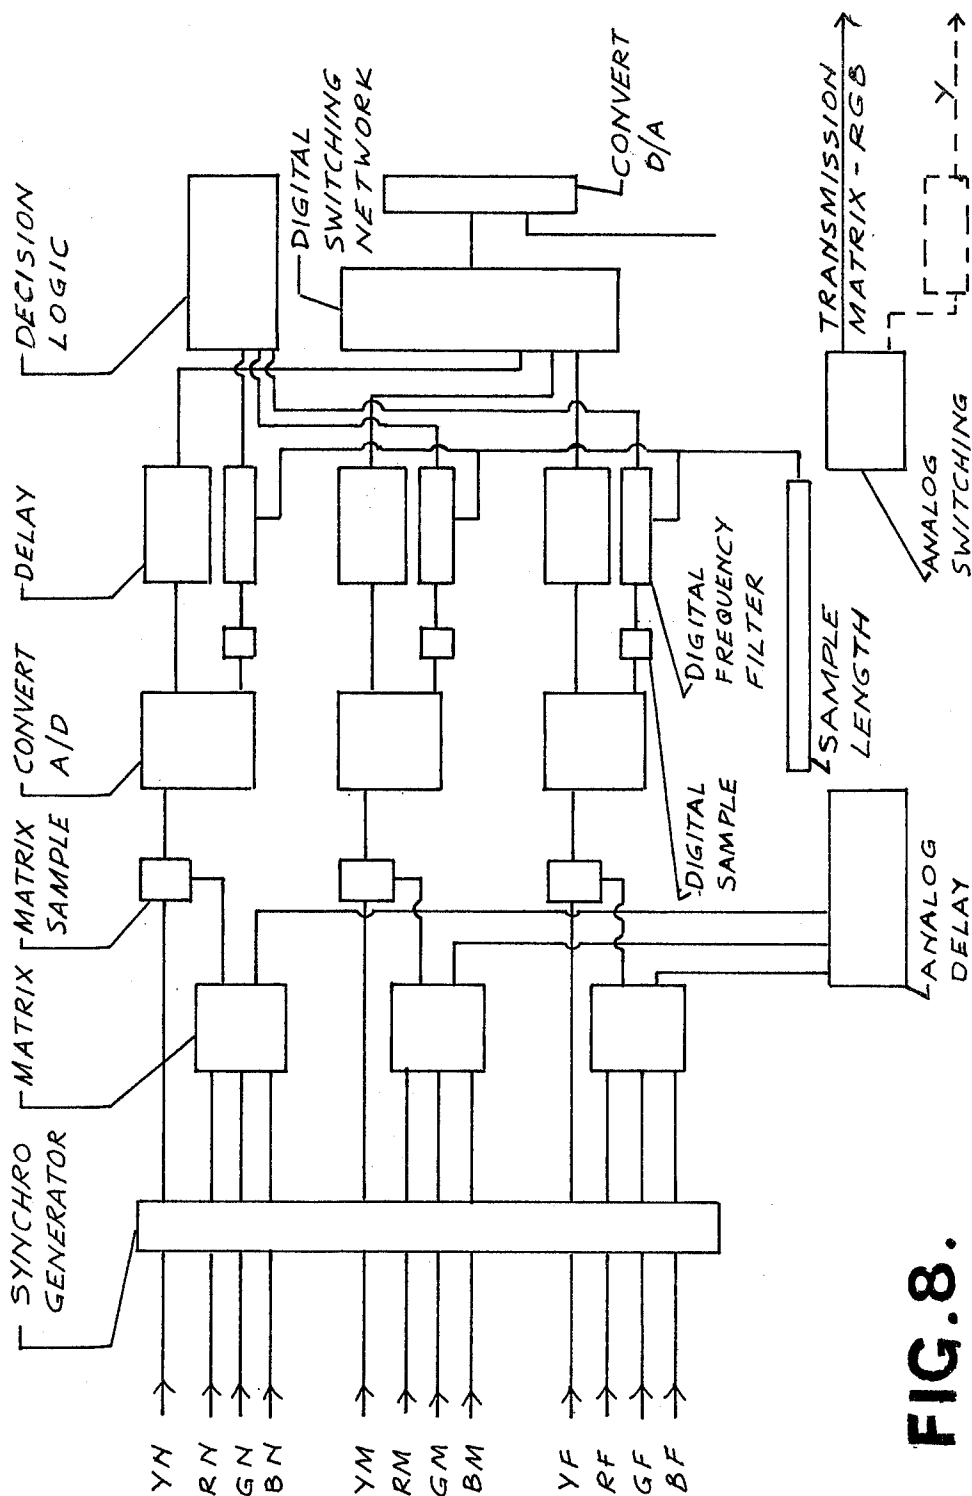 SYNCHRO
GENERATOR
MATRIX
MATRIX
SAMPLE
CONVERT
A/D
DELAY
DECISION
LOGIC
DIGITAL
SWITCHING
NETWORK
CONVERT
D/A
TRANSMISSION
MATRIX-RGB
Y
ANALOG
SWITCHING
DIGITAL
FREQUENCY
FILTER
DIGITAL
SAMPLE
SAMPLE
LENGTH
ANALOG
DELAY
YN
RN
GN
BN
YM
RM
GM
BM
YF
RF
GF
BF
FIG.8.